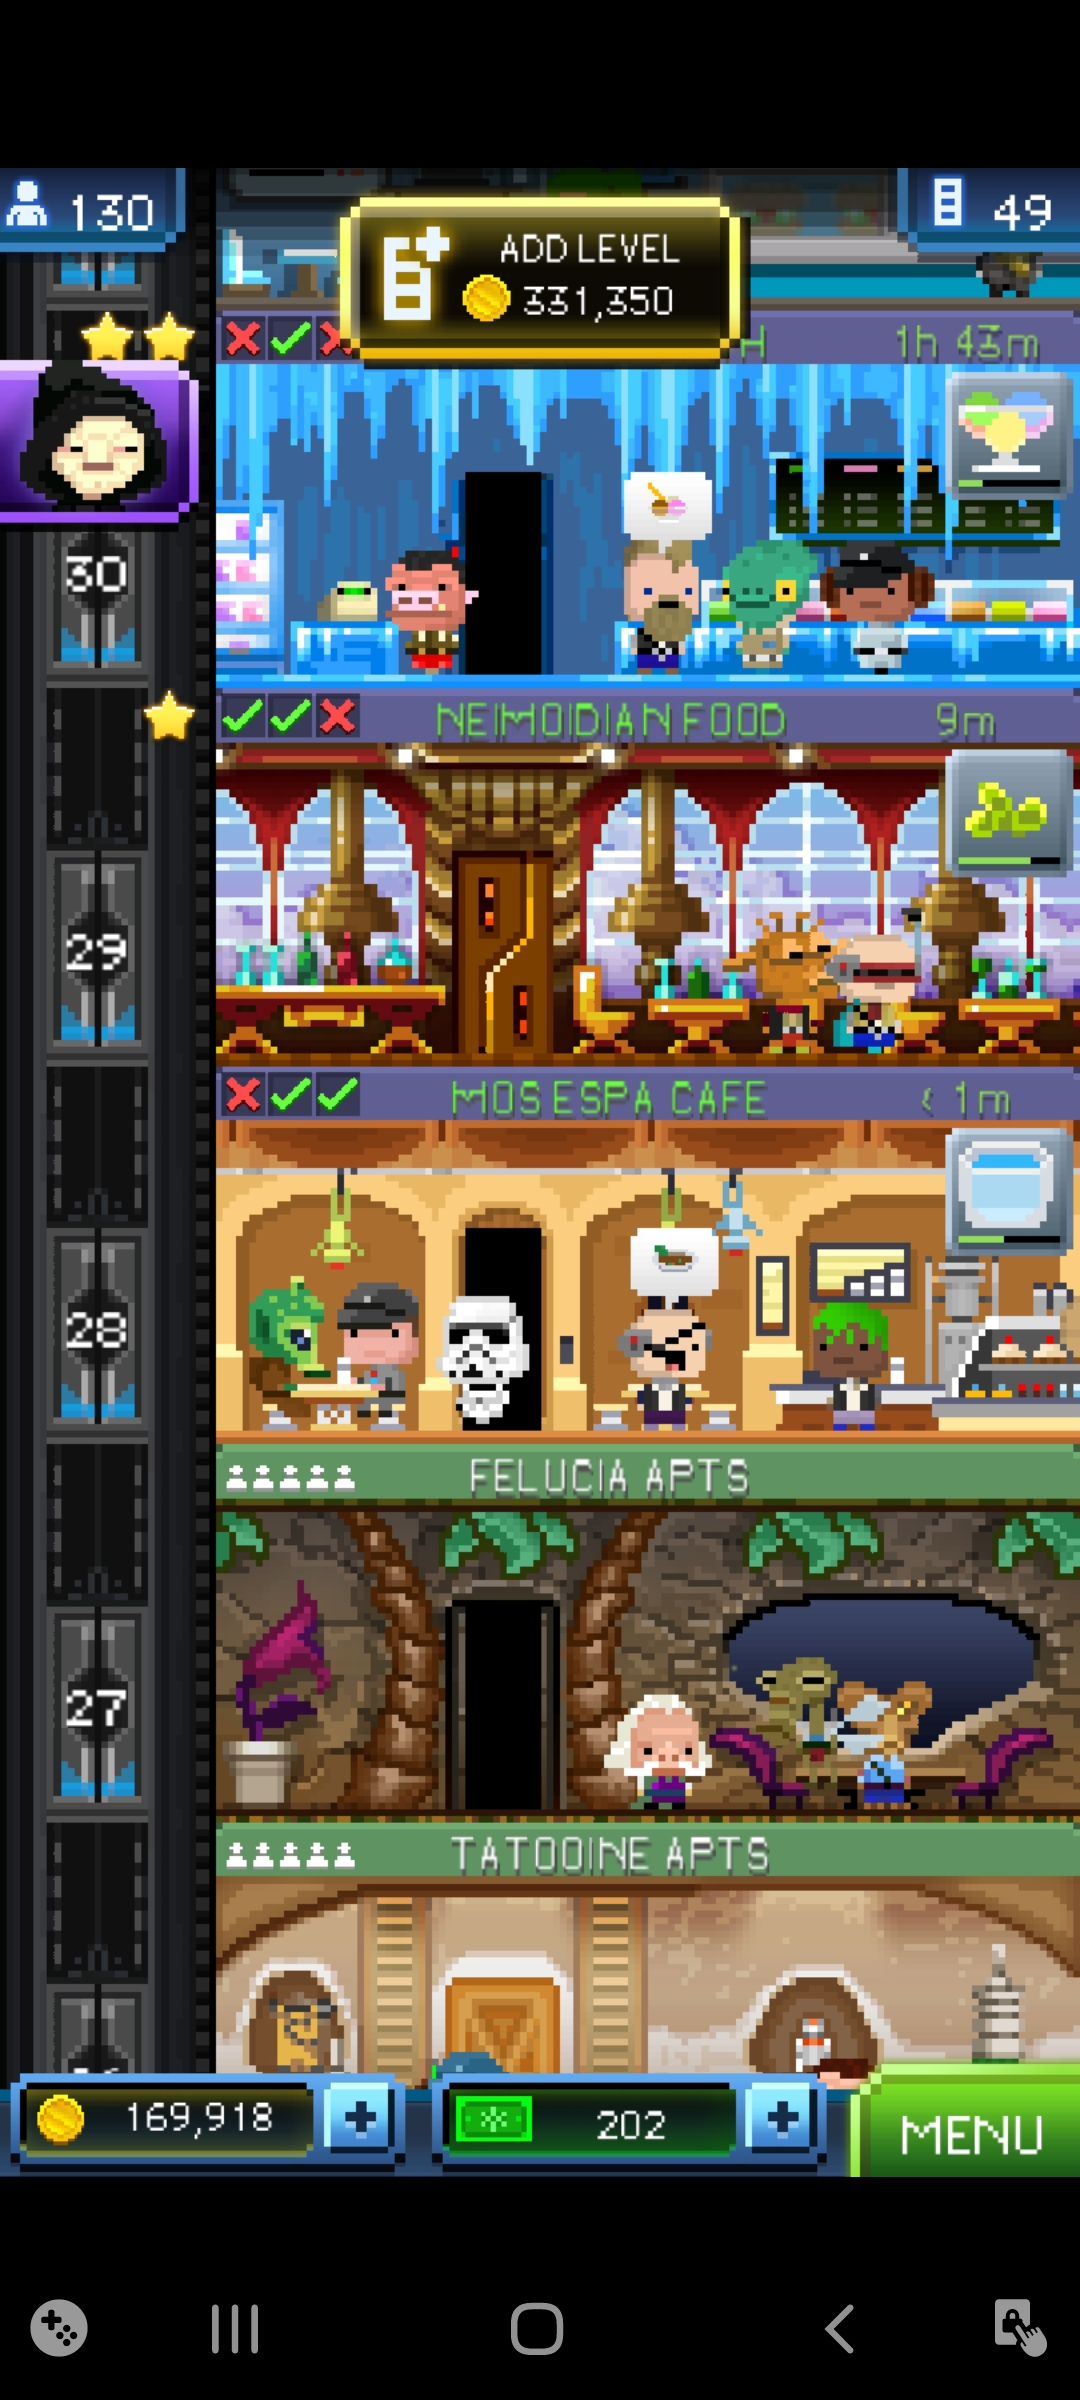 130
49
ADD LEVEL
331,350
H
1h 43m
30
NEIMOIDIAN FOOD
9m
29
MOS ESPA CAFE
< 1m
28
FELUCIA APTS
27
TATOOINE APTS
169,918
202
MENU